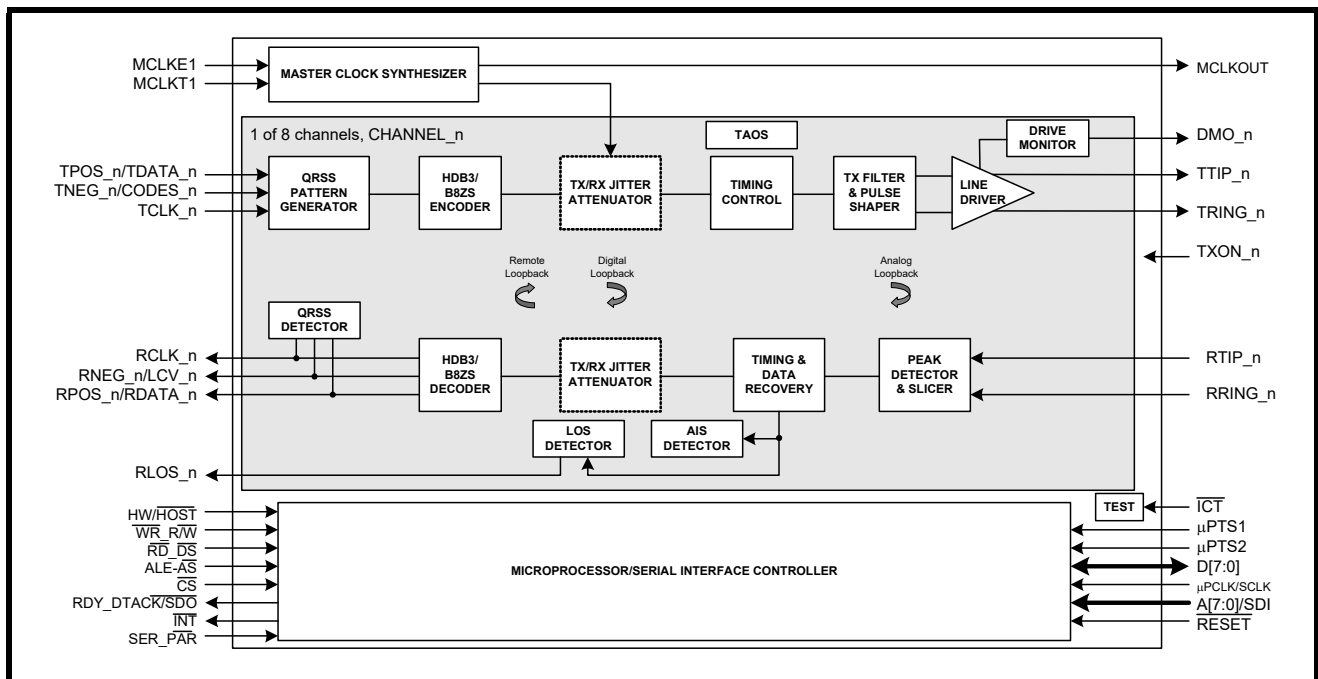 MCLKE1
MCLKT1
MASTER CLOCK SYNTHESIZER
MCLKOUT
1 of 8 channels, CHANNEL_n
TAOS
DRIVE
MONITOR
DMO_n
TPOS_n/TDATA_n
TNEG_n/CODES_n
TCLK_n
QRSS
PATTERN
GENERATOR
HDB3/
B8ZS
ENCODER
TX/RX JITTER
ATTENUATOR
TIMING
CONTROL
TX FILTER
& PULSE
SHAPER
LINE
DRIVER
TTIP_n
TRING_n
TXON_n
Remote
Loopback
Digital
Loopback
Analog
Loopback
QRSS
DETECTOR
RCLK_n
RNEG_n/LCV_n
RPOS_n/RDATA_n
HDB3/
B8ZS
DECODER
TX/RX JITTER
ATTENUATOR
TIMING &
DATA
RECOVERY
PEAK
DETECTOR
& SLICER
RTIP_n
RRING_n
LOS
DETECTOR
AIS
DETECTOR
RLOS_n
TEST
ICT
HW/HOST
WR_R/W
RD_DS
ALE-AS
CS
RDY_DTACK/SDO
INT
SER_PAR
MICROPROCESSOR/SERIAL INTERFACE CONTROLLER
µPTS1
µPTS2
D[7:0]
µPCLK/SCLK
A[7:0]/SDI
RESET